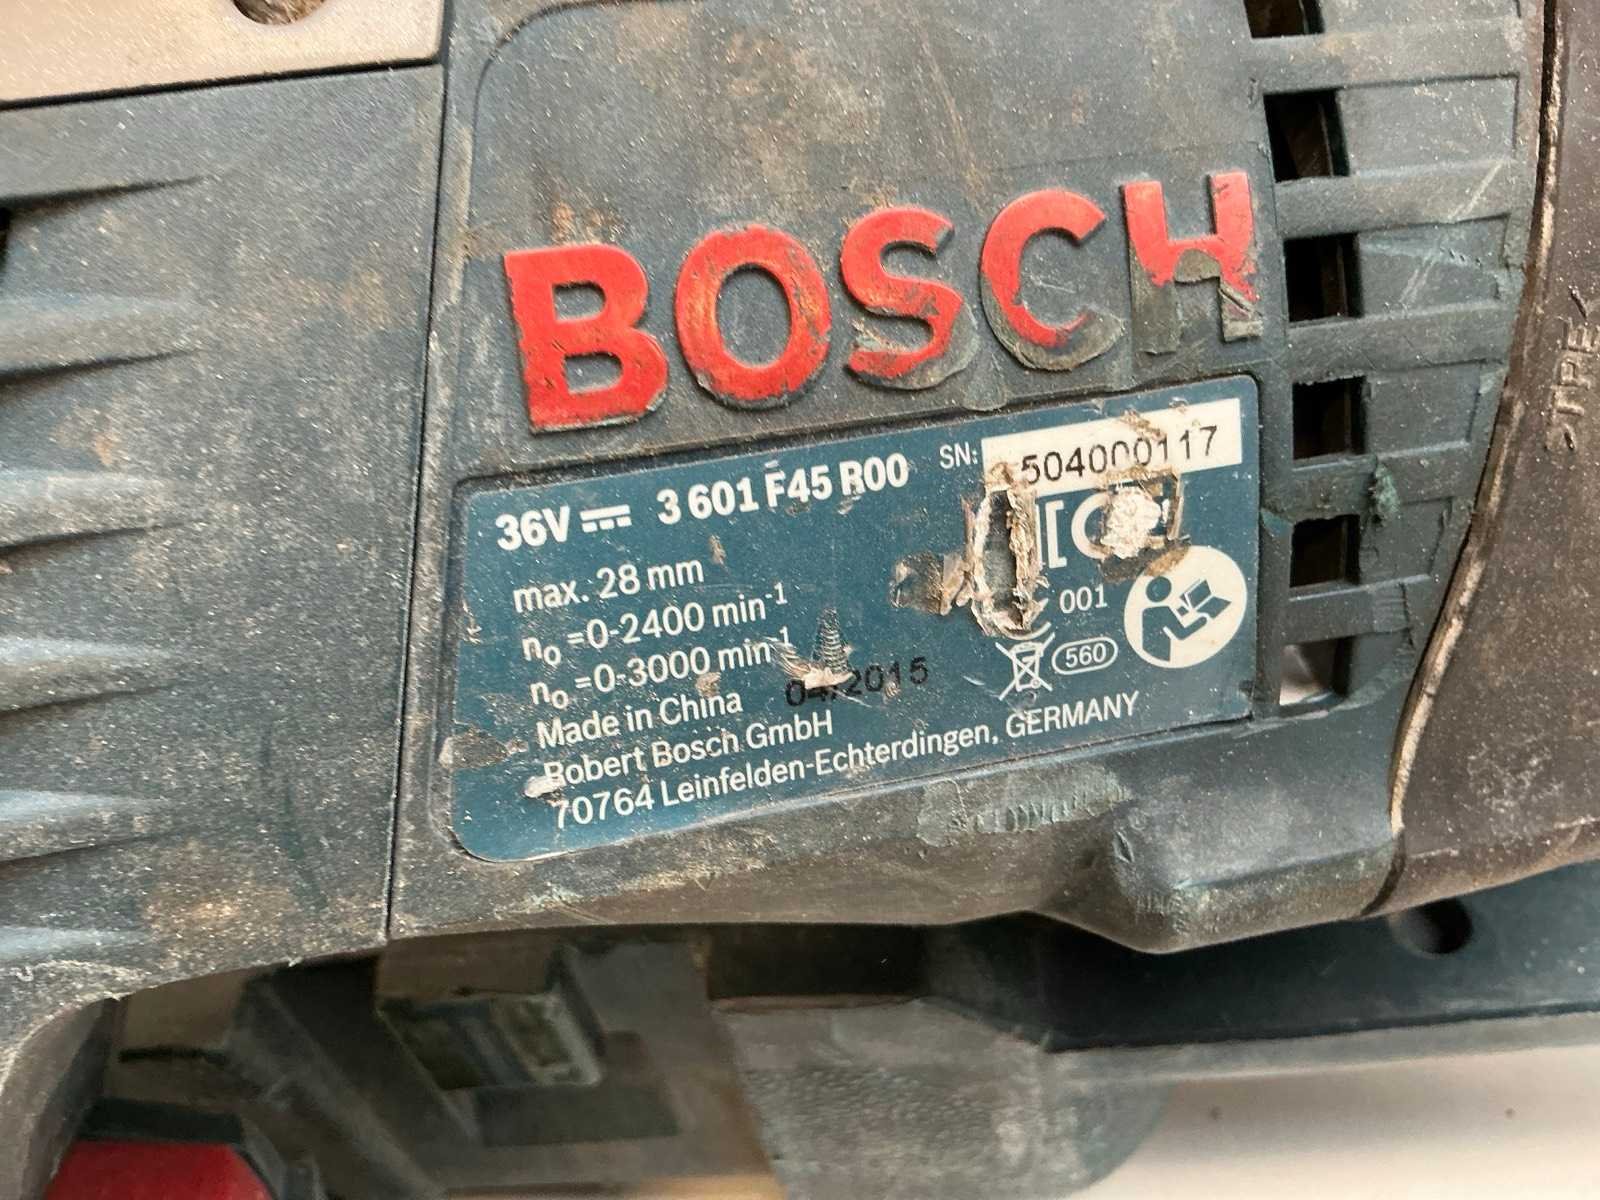 BOSCH
36V 3 601 F45 R00 SN: 504000117
max. 28 mm
n0 =0-2400 min-1
n0 =0-3000 min-1
001
560
Made in China 04/2015
Robert Bosch GmbH
70764 Leinfelden-Echterdingen, GERMANY